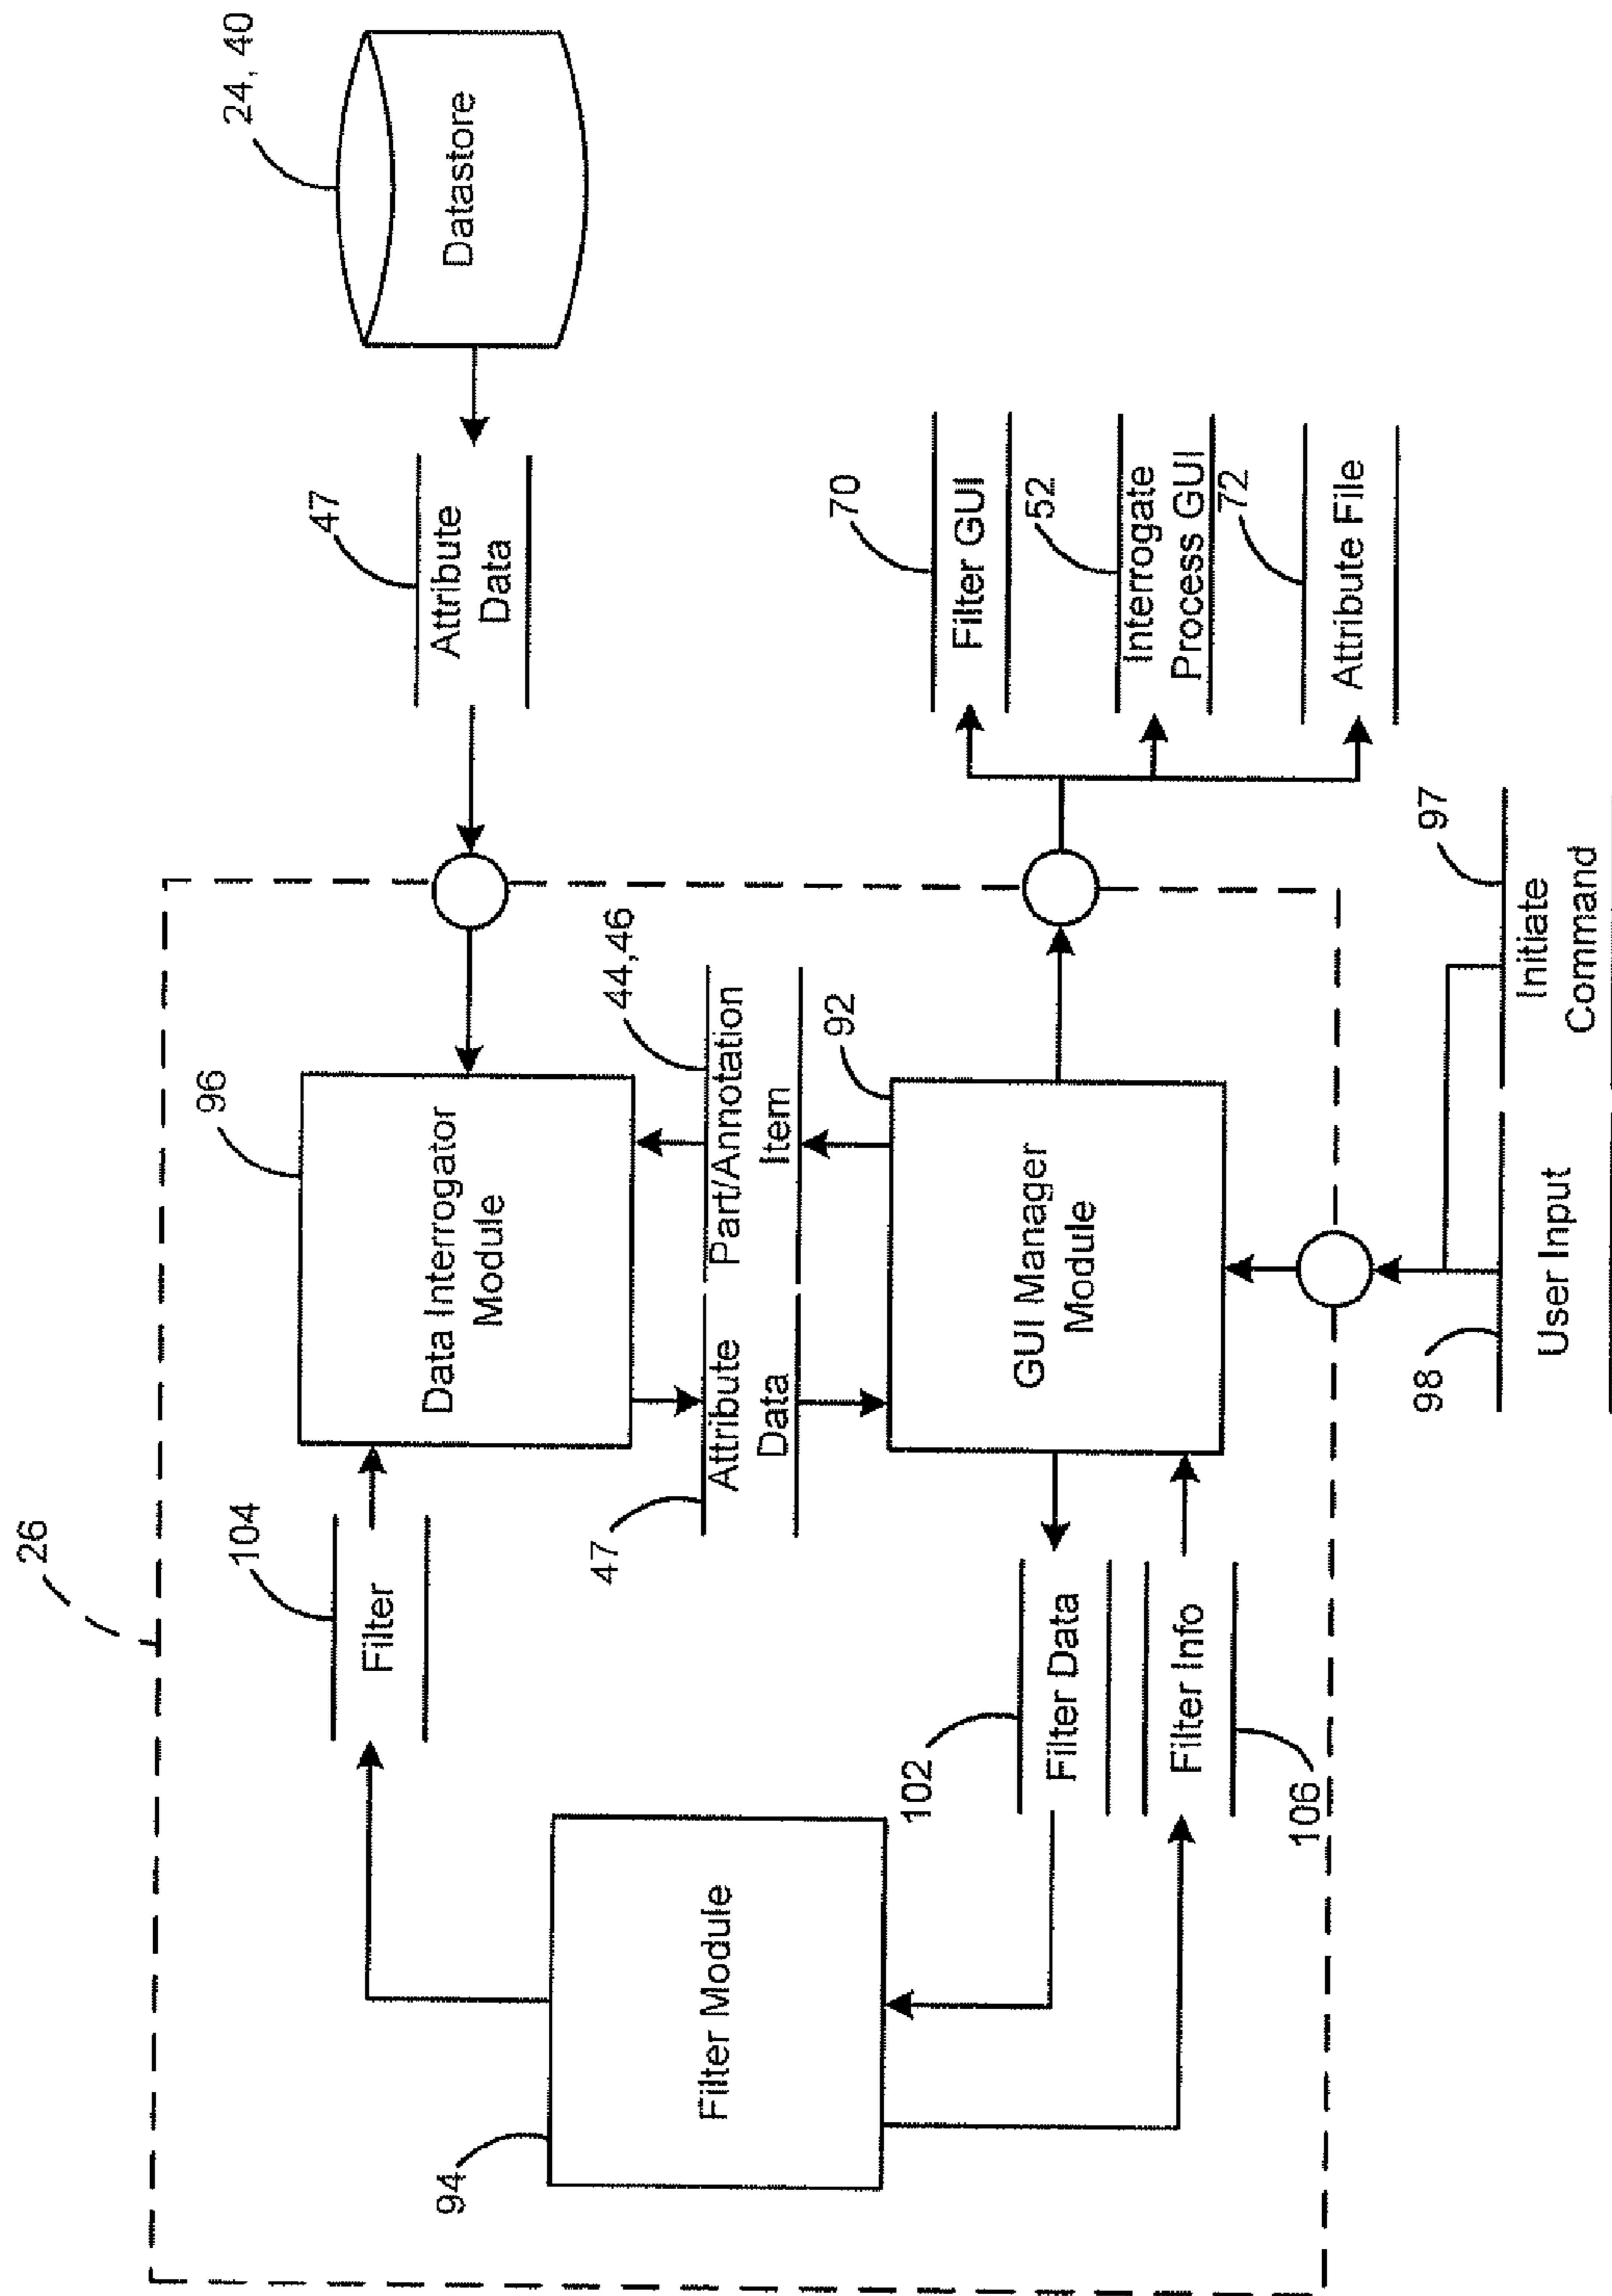 26
94
Filter Module
104
Filter
96
Data Interrogator
Module
47
Attribute
Data
24, 40
Datastore
47
Attribute
Data
44,46
Part/Annotation
Item
102
Filter Data
Filter Info
106
92
GUI Manager
Module
70
Filter GUI
52
Interrogate
Process GUI
72
Attribute File
98
User Input
97
Initiate
Command